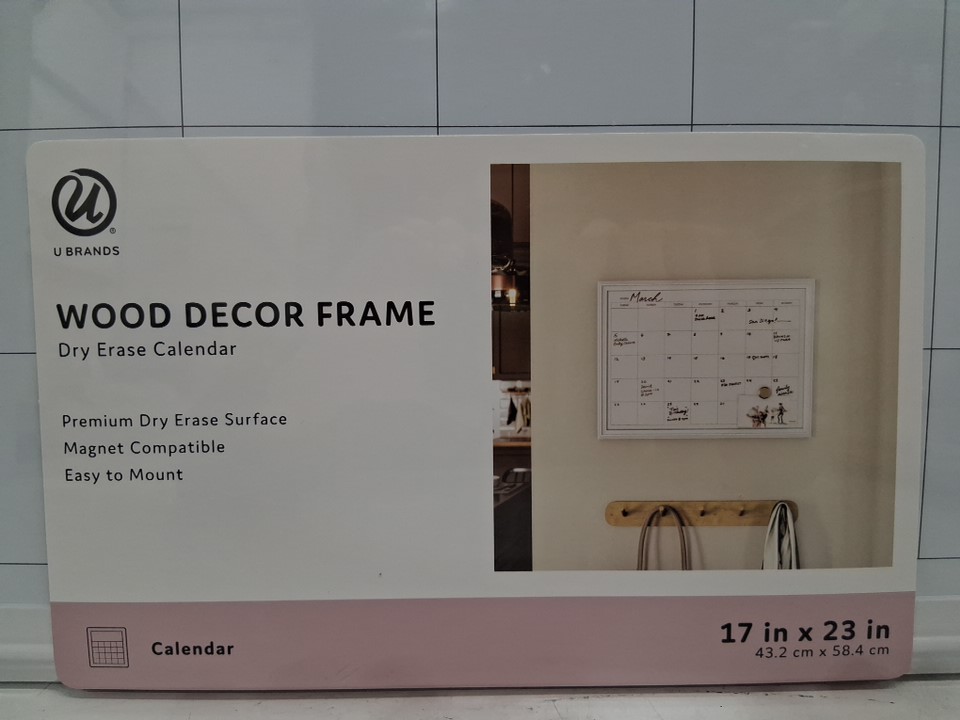 U
®
U BRANDS
WOOD DECOR FRAME
Dry Erase Calendar
Premium Dry Erase Surface
Magnet Compatible
Easy to Mount
March
Calendar
17 in x 23 in
43.2 cm x 58.4 cm